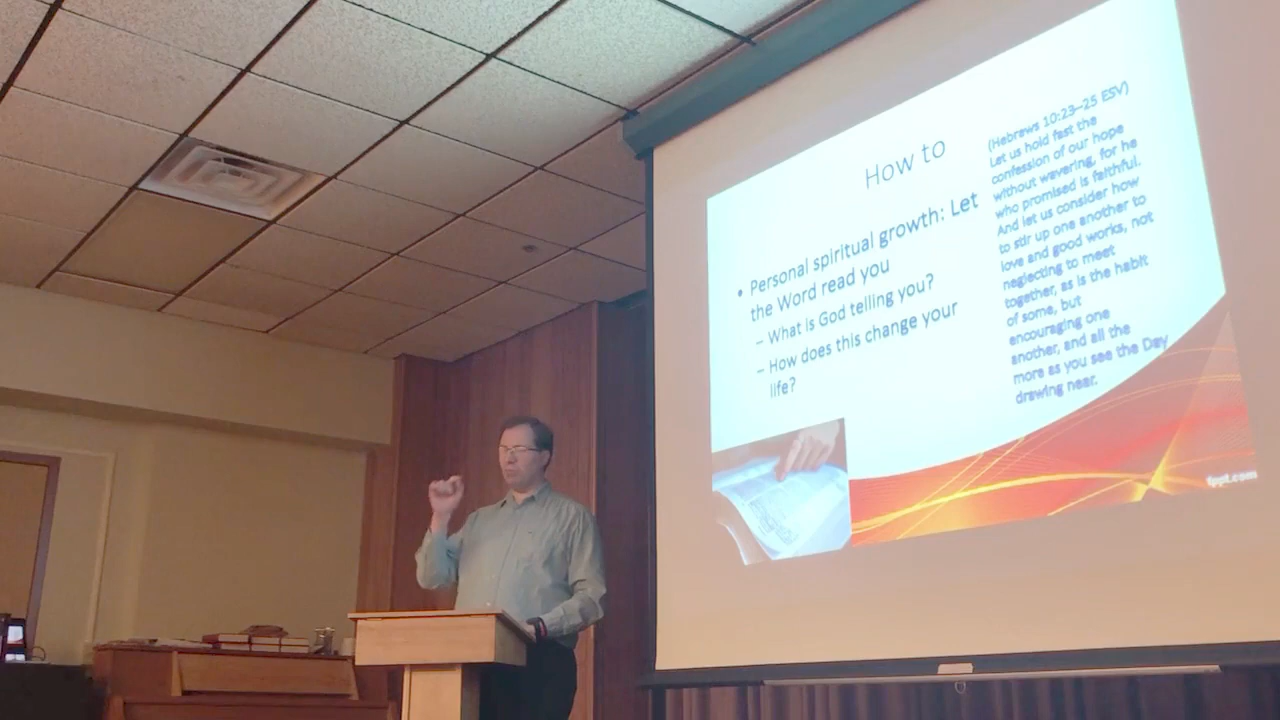 How to
• Personal spiritual growth: Let
the Word read you
– What is God telling you?
– How does this change your
life?
(Hebrews 10:23–25 ESV)
Let us hold fast the
confession of our hope
without wavering, for he
who promised is faithful.
And let us consider how
to stir up one another to
love and good works, not
neglecting to meet
together, as is the habit
of some, but
encouraging one
another, and all the
more as you see the Day
drawing near.
fppt.com